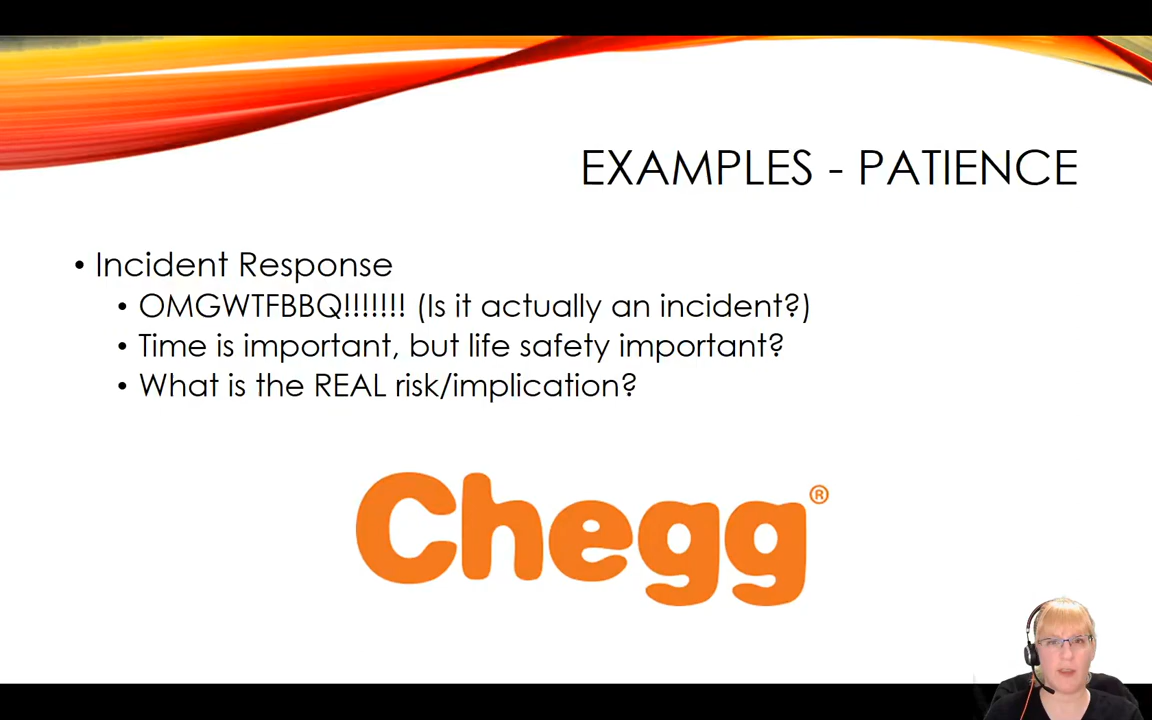 EXAMPLES - PATIENCE
• Incident Response
• OMGWTFBBQ!!!!!!! (Is it actually an incident?)
• Time is important, but life safety important?
• What is the REAL risk/implication?
Chegg®